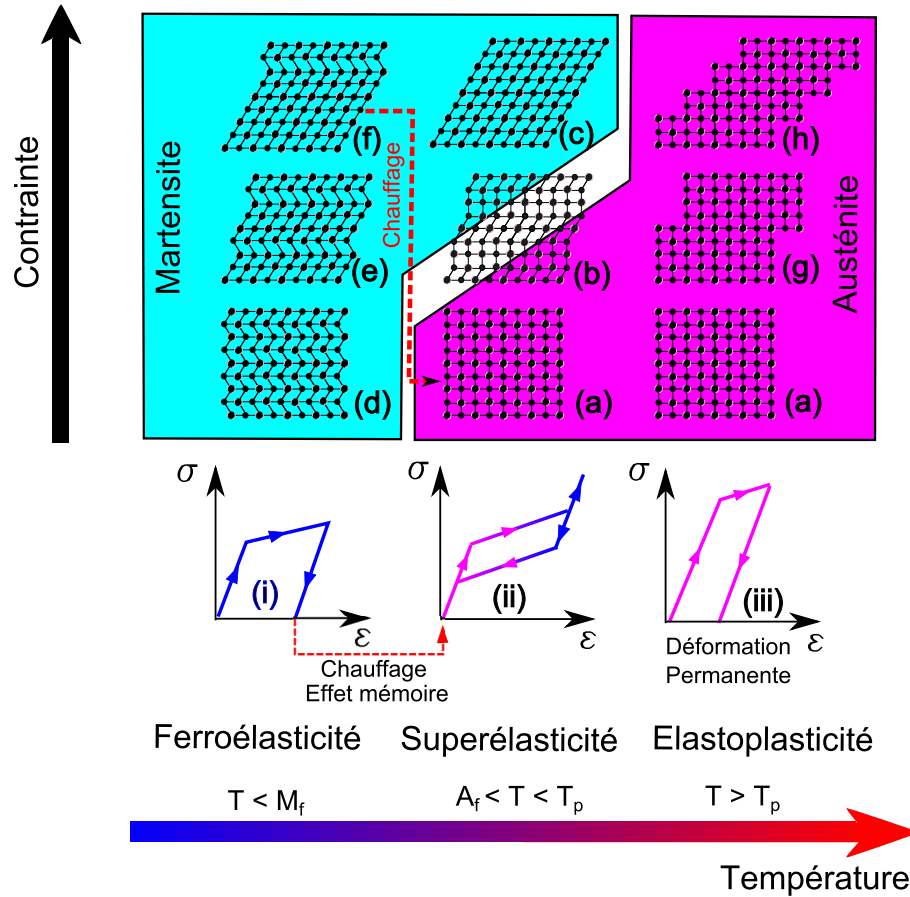 Contrainte
Martensite
Chauffage
Austénite
(f)
(c)
(h)
(e)
(b)
(g)
(d)
(a)
(a)
σ
(i)
ε
σ
(ii)
ε
σ
(iii)
ε
Chauffage
Effet mémoire
Déformation
Permanente
Ferroélasticité
Superélasticité
Elastoplasticité
T < Mf
Af < T < Tp
T > Tp
Température